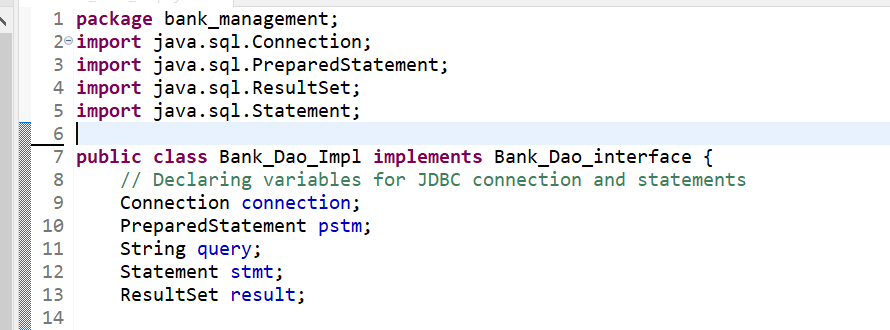 1 package bank_management;
2 import java.sql.Connection;
3 import java.sql.PreparedStatement;
4 import java.sql.ResultSet;
5 import java.sql.Statement;
6
7 public class Bank_Dao_Impl implements Bank_Dao_interface {
8     // Declaring variables for JDBC connection and statements
9     Connection connection;
10     PreparedStatement pstm;
11     String query;
12     Statement stmt;
13     ResultSet result;
14